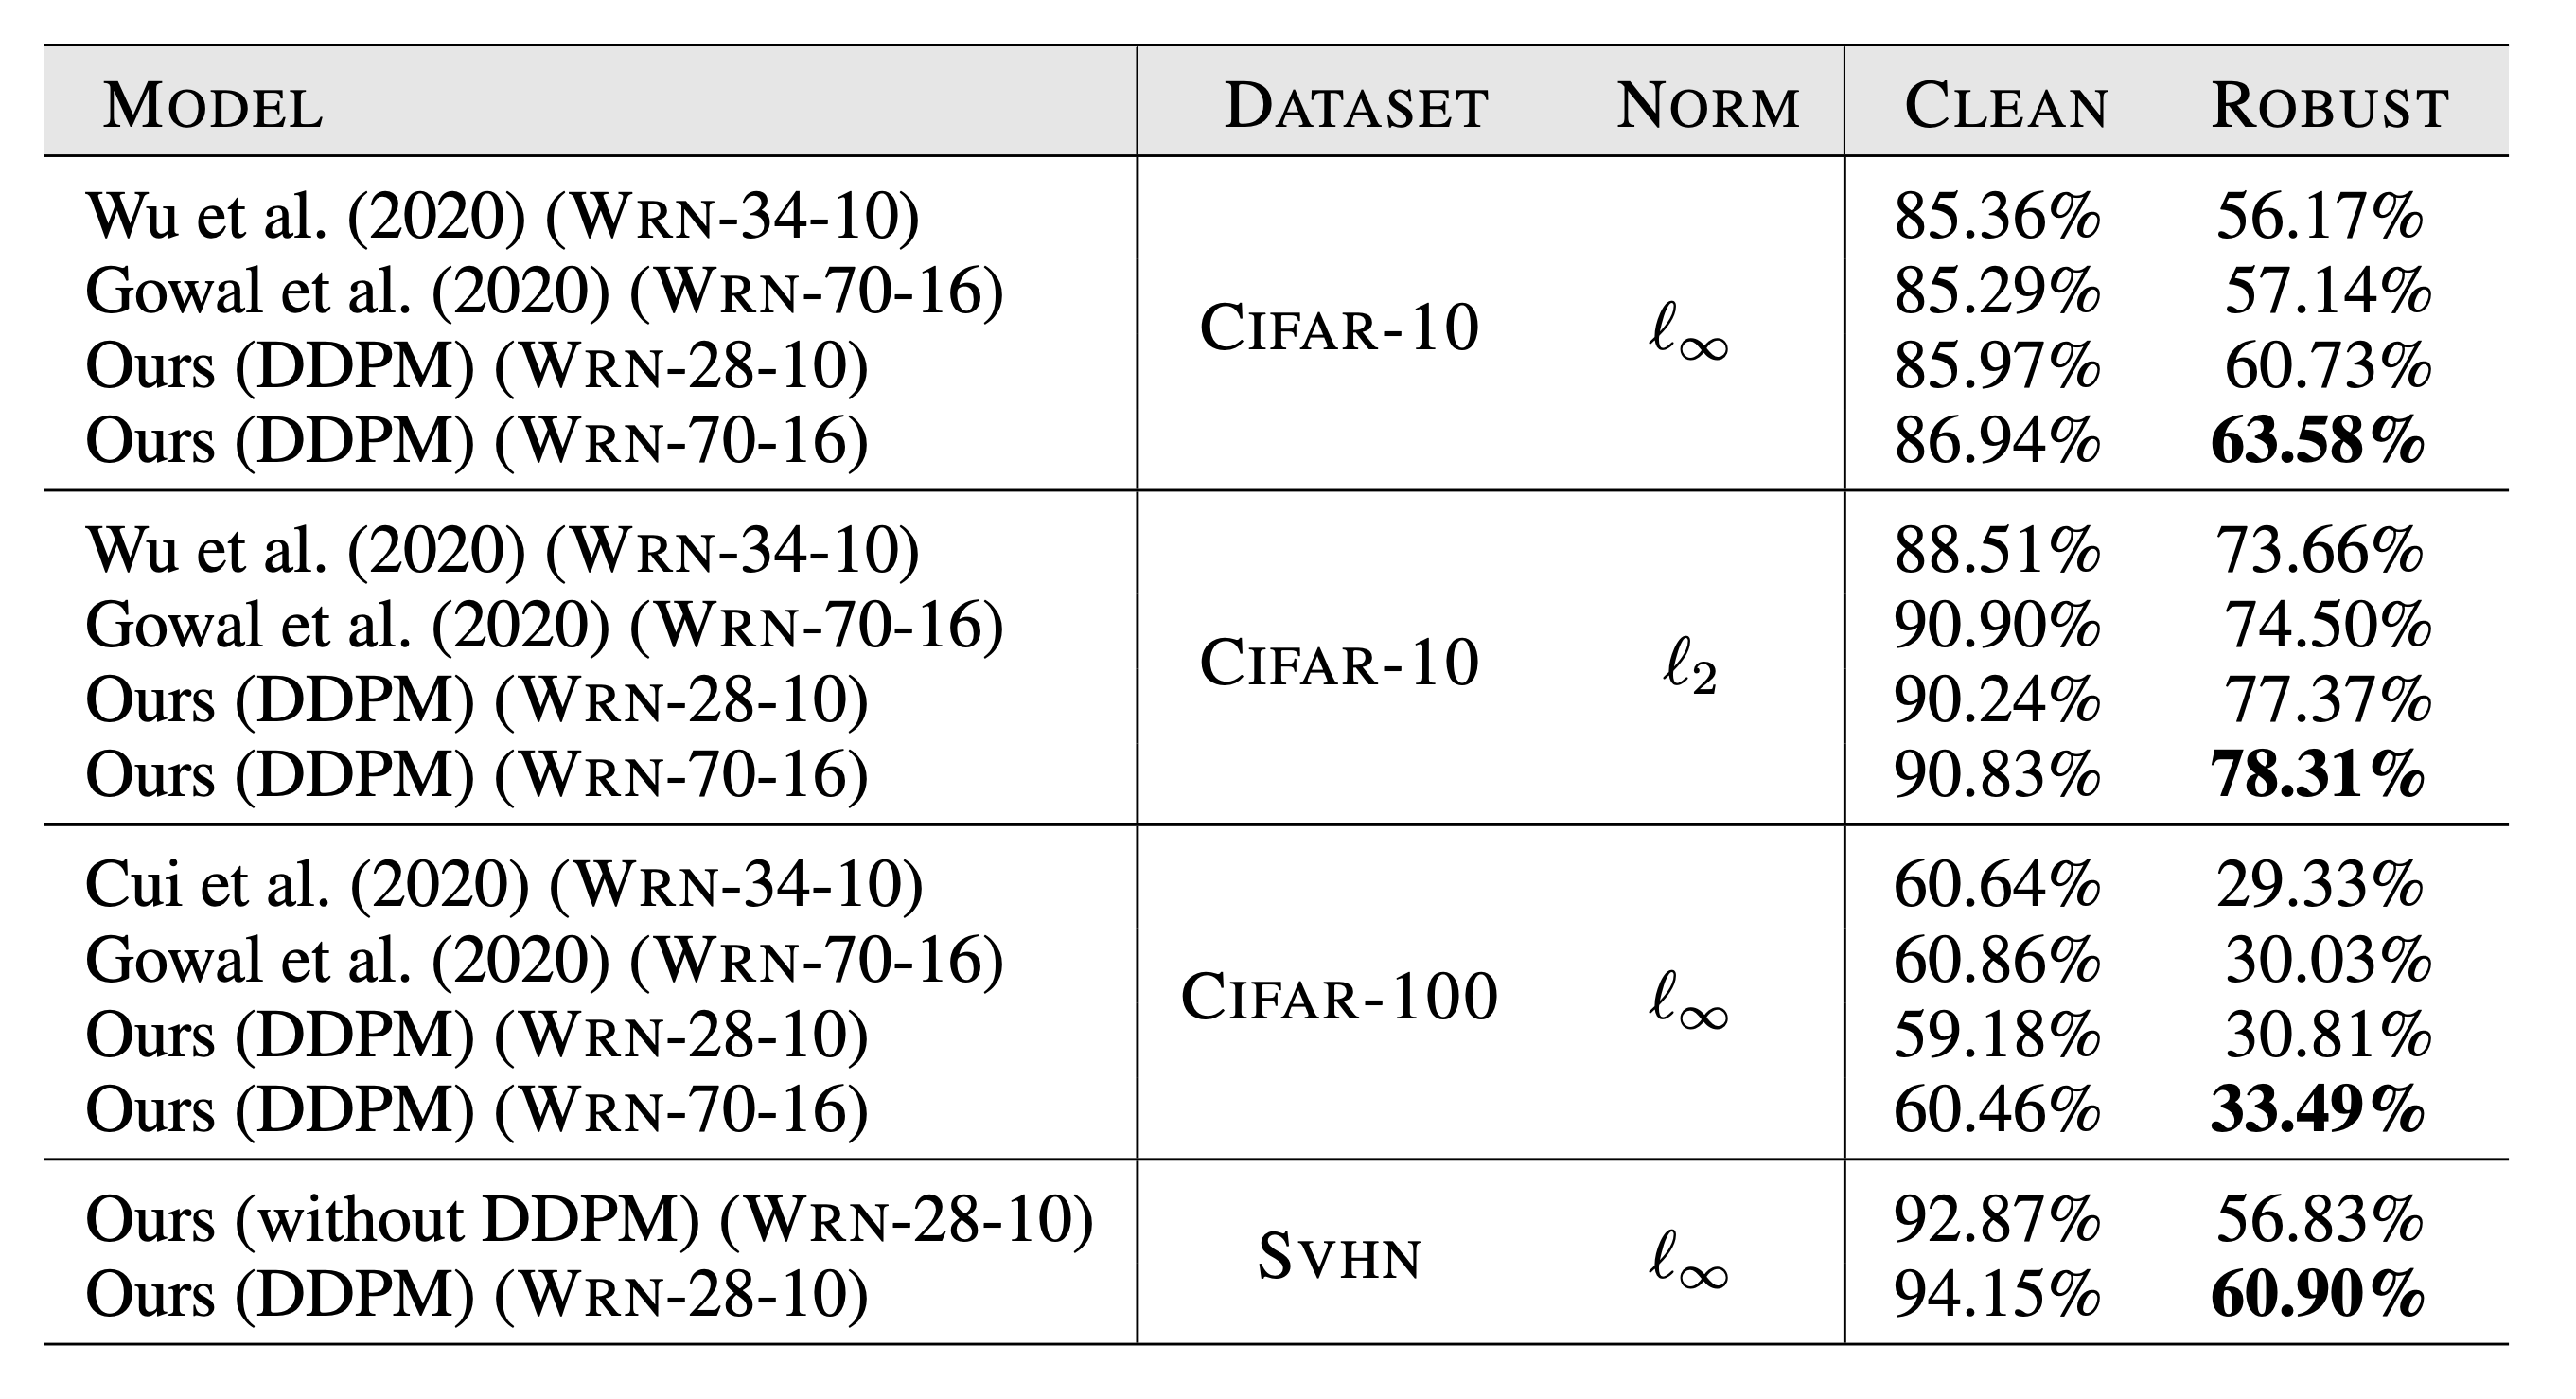 MODEL DATASET NORM CLEAN ROBUST
Wu et al. (2020) (WRN-34-10) 85.36% 56.17%
Gowal et al. (2020) (WRN-70-16) 85.29% 57.14%
CIFAR-10 ℓ∞
Ours (DDPM) (WRN-28-10) 85.97% 60.73%
Ours (DDPM) (WRN-70-16) 86.94% 63.58%
Wu et al. (2020) (WRN-34-10) 88.51% 73.66%
Gowal et al. (2020) (WRN-70-16) 90.90% 74.50%
CIFAR-10 ℓ2
Ours (DDPM) (WRN-28-10) 90.24% 77.37%
Ours (DDPM) (WRN-70-16) 90.83% 78.31%
Cui et al. (2020) (WRN-34-10) 60.64% 29.33%
Gowal et al. (2020) (WRN-70-16) 60.86% 30.03%
CIFAR-100 ℓ∞
Ours (DDPM) (WRN-28-10) 59.18% 30.81%
Ours (DDPM) (WRN-70-16) 60.46% 33.49%
Ours (without DDPM) (WRN-28-10) 92.87% 56.83%
SVHN ℓ∞
Ours (DDPM) (WRN-28-10) 94.15% 60.90%